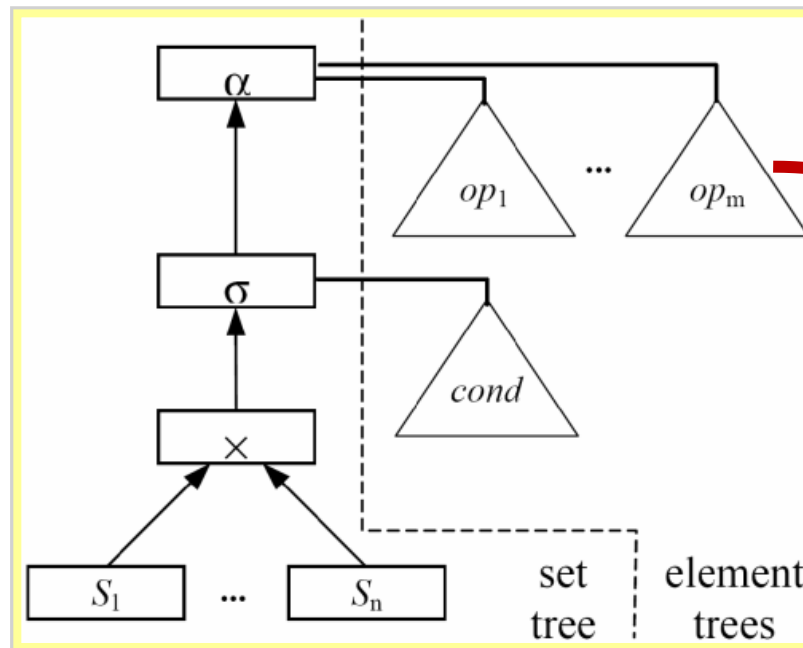 α
op₁ ... opₘ
σ
cond
×
S₁ ... Sₙ
set element
tree trees